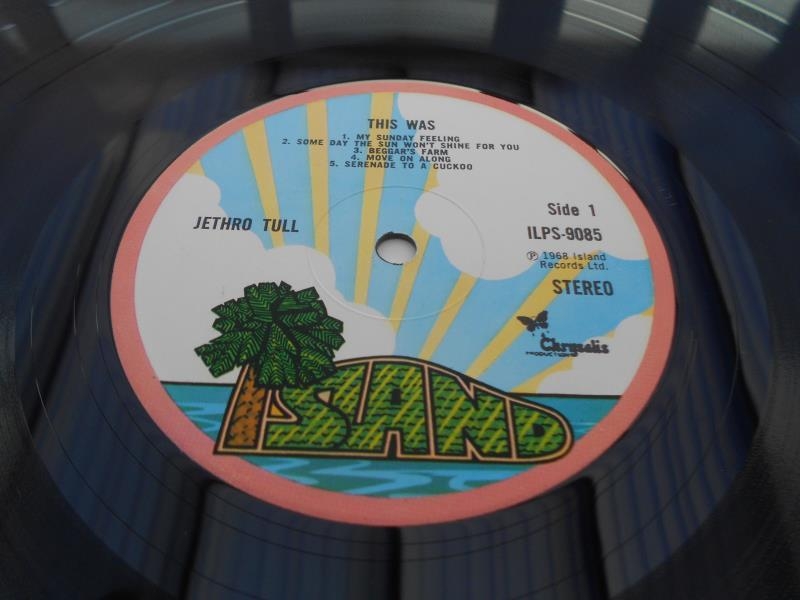 THIS WAS
1. MY SUNDAY FEELING
2. SOME DAY THE SUN WON'T SHINE FOR YOU
3. BEGGAR'S FARM
4. MOVE ON ALONG
5. SERENADE TO A CUCKOO
JETHRO TULL
Side 1
ILPS-9085
℗ 1968 Island
Records Ltd.
STEREO
A
Chrysalis
PRODUCTION
ISLAND